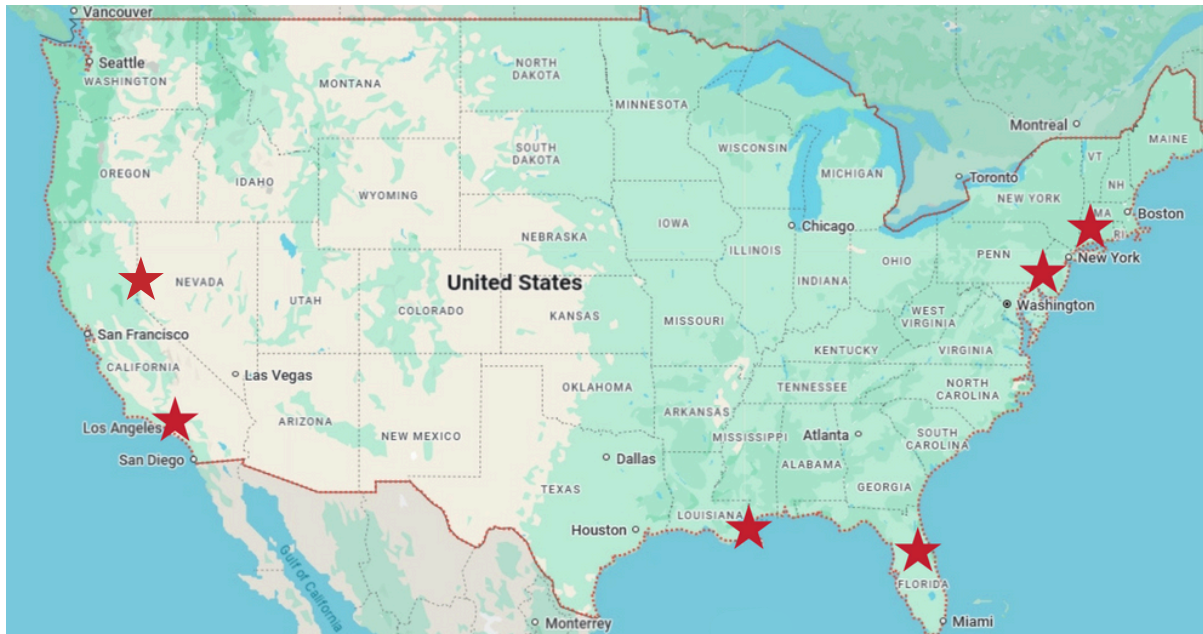 Vancouver
Seattle
WASHINGTON
MONTANA
NORTH
DAKOTA
MINNESOTA
Montreal
MAINE
VT
NH
OREGON
IDAHO
WYOMING
SOUTH
DAKOTA
WISCONSIN
MICHIGAN
Toronto
NEW YORK
MA
Boston
RI
IOWA
NEBRASKA
Chicago
ILLINOIS
INDIANA
OHIO
PENN
New York
NEVADA
UTAH
COLORADO
United States
KANSAS
MISSOURI
WEST
VIRGINIA
Washington
San Francisco
CALIFORNIA
KENTUCKY
VIRGINIA
Las Vegas
OKLAHOMA
TENNESSEE
NORTH
CAROLINA
Los Angeles
ARIZONA
NEW MEXICO
ARKANSAS
MISSISSIPPI
Atlanta
SOUTH
CAROLINA
San Diego
Dallas
ALABAMA
TEXAS
GEORGIA
LOUISIANA
Houston
Gulf of California
FLORIDA
Monterrey
Miami